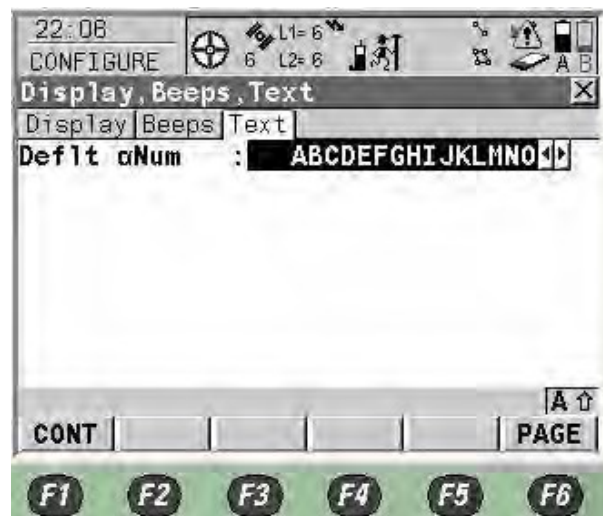 22:06
CONFIGURE
6 L1= 6
L2= 6
A B
Display,Beeps,Text
Display Beeps Text
Deflt αNum : ABCDEFGHIJKLMNO
A
CONT PAGE
F1 F2 F3 F4 F5 F6